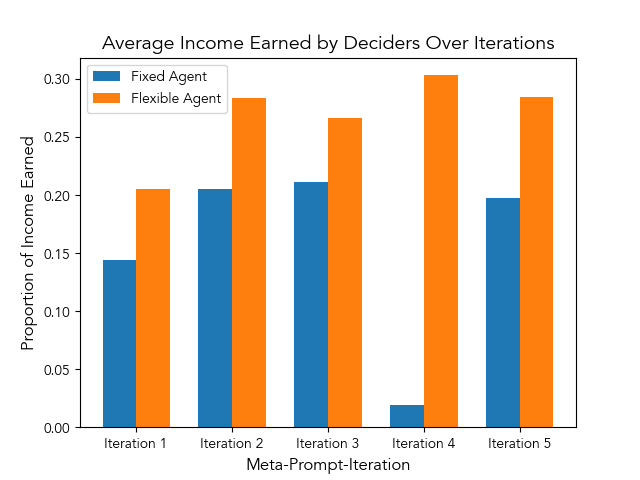 Average Income Earned by Deciders Over Iterations
Fixed Agent
Flexible Agent
Proportion of Income Earned
0.30
0.25
0.20
0.15
0.10
0.05
0.00
Iteration 1
Iteration 2
Iteration 3
Iteration 4
Iteration 5
Meta-Prompt-Iteration